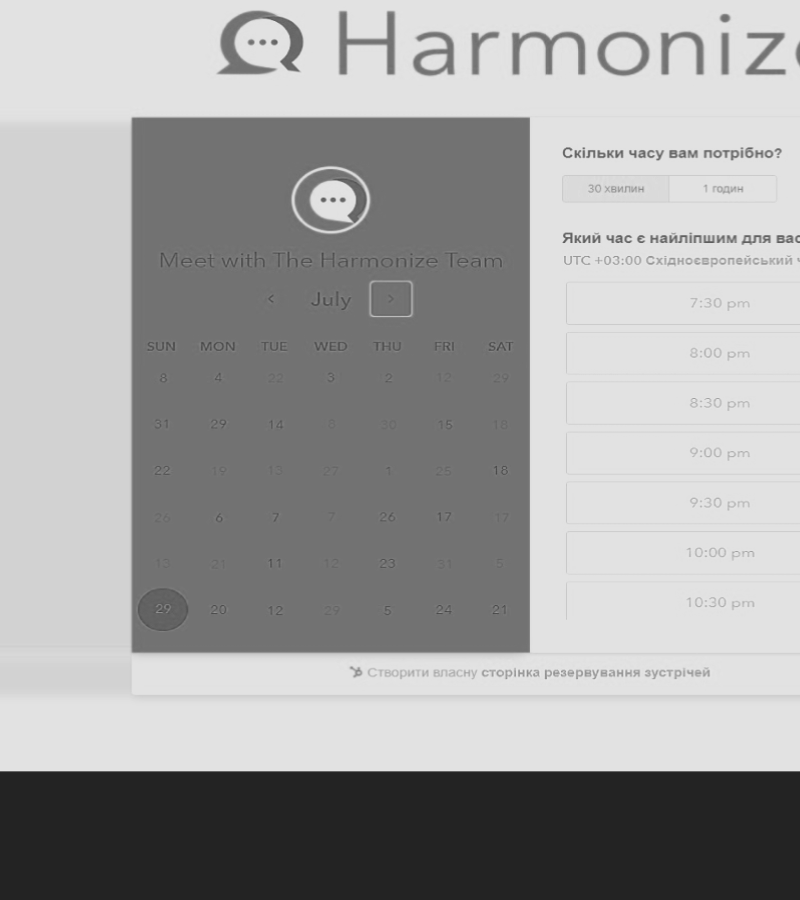 Harmoniz
Meet with The Harmonize Team
July
SUN MON TUE WED THU FRI SAT
8 4 22 3 2 12 29
31 29 14 8 30 15 18
22 19 13 27 1 25 18
26 6 7 7 26 17 17
13 21 11 12 23 31 5
29 20 12 29 5 24 21
Скільки часу вам потрібно?
30 хвилин 1 годин
Який час є найліпшим для вас
UTC +03:00 Східноєвропейський ч
7:30 pm
8:00 pm
8:30 pm
9:00 pm
9:30 pm
10:00 pm
10:30 pm
Створити власну сторінка резервування зустрічей